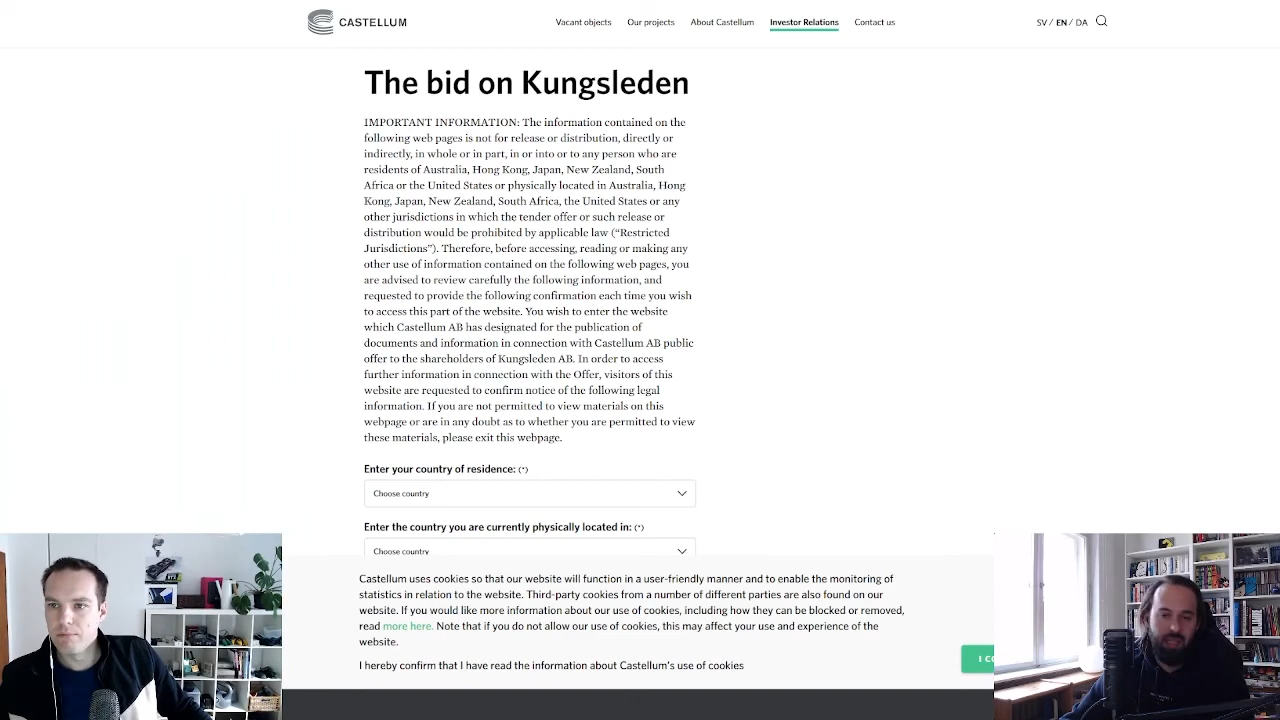 CASTELLUM
Vacant objects Our projects About Castellum Investor Relations Contact us
SV / EN / DA
The bid on Kungsleden
IMPORTANT INFORMATION: The information contained on the
following web pages is not for release or distribution, directly or
indirectly, in whole or in part, in or into or to any person who are
residents of Australia, Hong Kong, Japan, New Zealand, South
Africa or the United States or physically located in Australia, Hong
Kong, Japan, New Zealand, South Africa, the United States or any
other jurisdictions in which the tender offer or such release or
distribution would be prohibited by applicable law (“Restricted
Jurisdictions”). Therefore, before accessing, reading or making any
other use of information contained on the following web pages, you
are advised to review carefully the following information, and
requested to provide the following confirmation each time you wish
to access this part of the website. You wish to enter the website
which Castellum AB has designated for the publication of
documents and information in connection with Castellum AB public
offer to the shareholders of Kungsleden AB. In order to access
further information in connection with the Offer, visitors of this
website are requested to confirm notice of the following legal
information. If you are not permitted to view materials on this
webpage or are in any doubt as to whether you are permitted to view
these materials, please exit this webpage.
Enter your country of residence: (*)
Choose country
Enter the country you are currently physically located in: (*)
Choose country
Castellum uses cookies so that our website will function in a user-friendly manner and to enable the monitoring of
statistics in relation to the website. Third-party cookies from a number of different parties are also found on our
website. If you would like more information about our use of cookies, including how they can be blocked or removed,
read more here. Note that if you do not allow our use of cookies, this may affect your use and experience of the
website.
I hereby confirm that I have read the information about Castellum's use of cookies
I CO